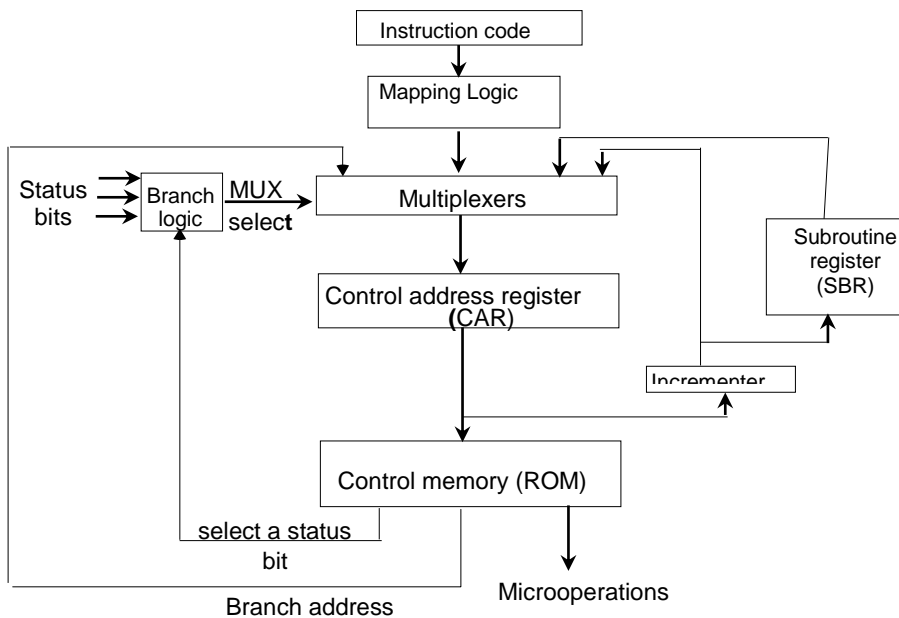 Instruction code
Mapping Logic
Status
bits
Branch
logic
MUX
select
Multiplexers
Subroutine
register
(SBR)
Control address register
(CAR)
Incrementer
Control memory (ROM)
select a status
bit
Microoperations
Branch address